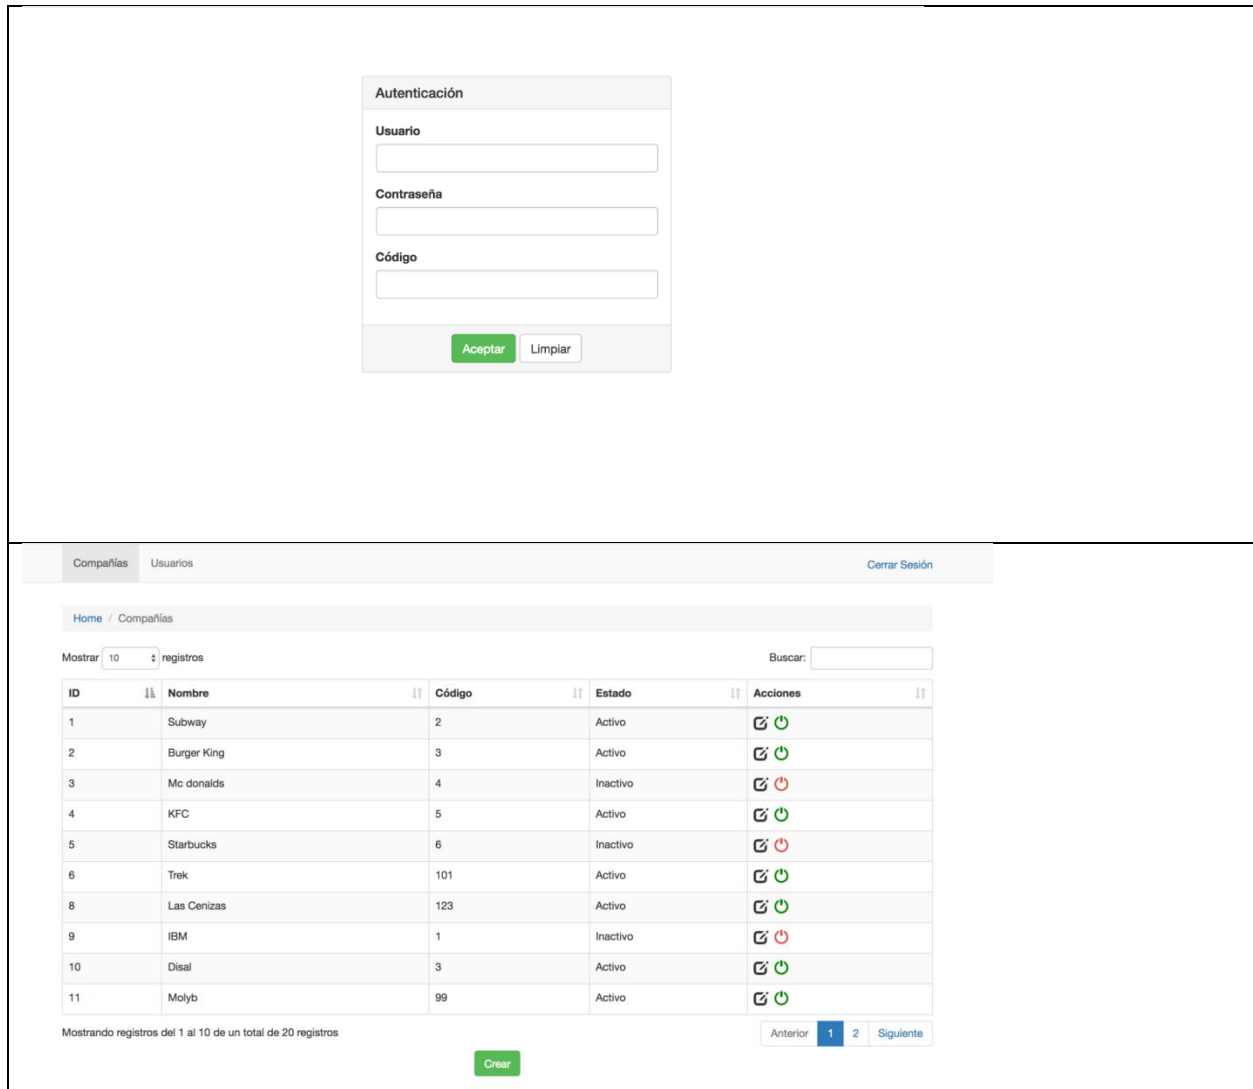 Autenticación
Usuario
Contraseña
Código
Aceptar Limpiar
Compañías Usuarios Cerrar Sesión
Home / Compañías
Mostrar 10 registros Buscar:
ID Nombre Código Estado Acciones
1 Subway 2 Activo
2 Burger King 3 Activo
3 Mc donalds 4 Inactivo
4 KFC 5 Activo
5 Starbucks 6 Inactivo
6 Trek 101 Activo
8 Las Cenizas 123 Activo
9 IBM 1 Inactivo
10 Disal 3 Activo
11 Molyb 99 Activo
Mostrando registros del 1 al 10 de un total de 20 registros Anterior 1 2 Siguiente
Crear